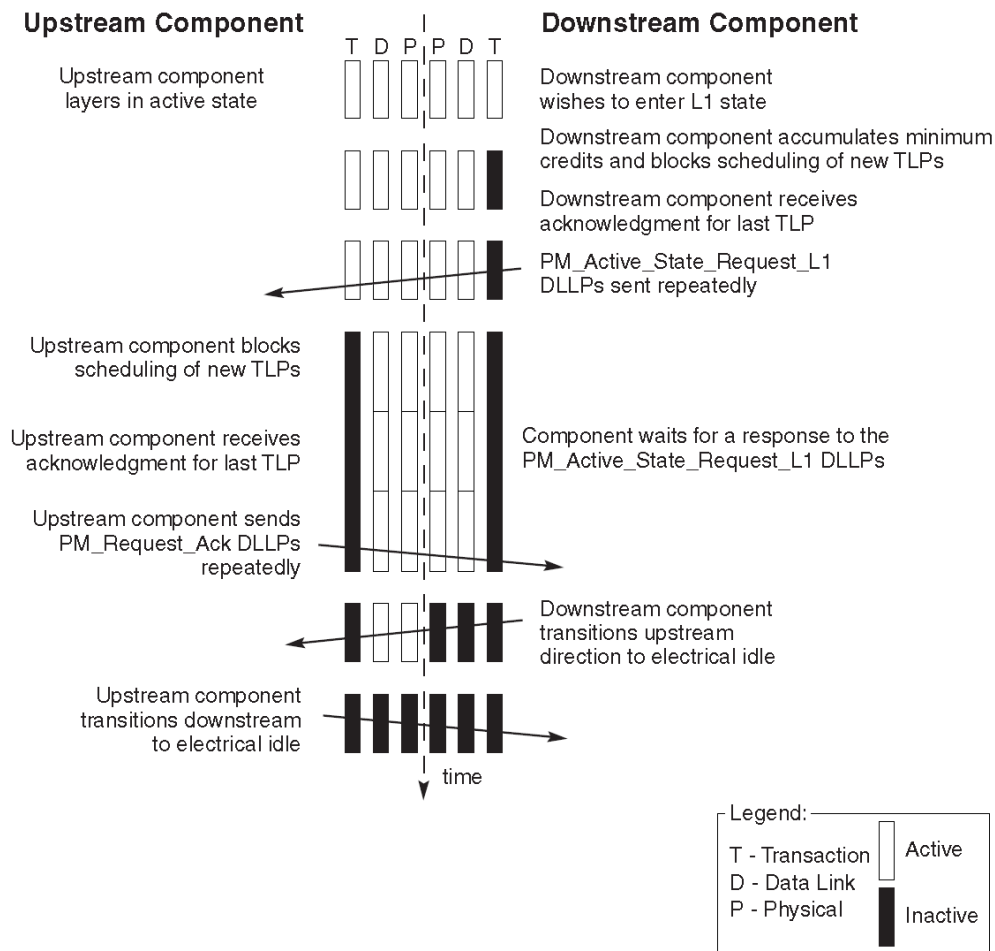 Upstream Component
Downstream Component
T D P P D T
Upstream component
layers in active state
Downstream component
wishes to enter L1 state
Downstream component accumulates minimum
credits and blocks scheduling of new TLPs
Downstream component receives
acknowledgment for last TLP
PM_Active_State_Request_L1
DLLPs sent repeatedly
Upstream component blocks
scheduling of new TLPs
Upstream component receives
acknowledgment for last TLP
Component waits for a response to the
PM_Active_State_Request_L1 DLLPs
Upstream component sends
PM_Request_Ack DLLPs
repeatedly
Downstream component
transitions upstream
direction to electrical idle
Upstream component
transitions downstream
to electrical idle
time
Legend:
T - Transaction
D - Data Link
P - Physical
Active
Inactive